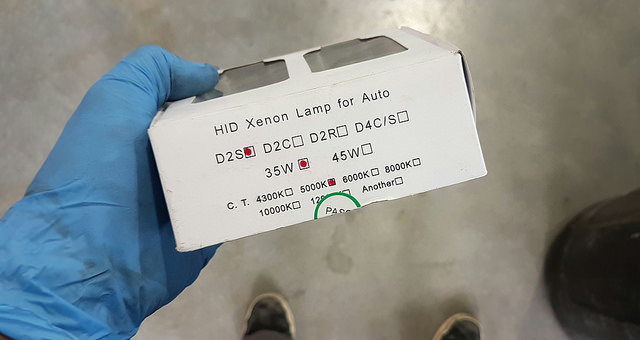 HID Xenon Lamp for Auto
D2S D2C D2R D4C/S
35W 45W
C. T. 4300K 5000K 6000K 8000K
10000K Another